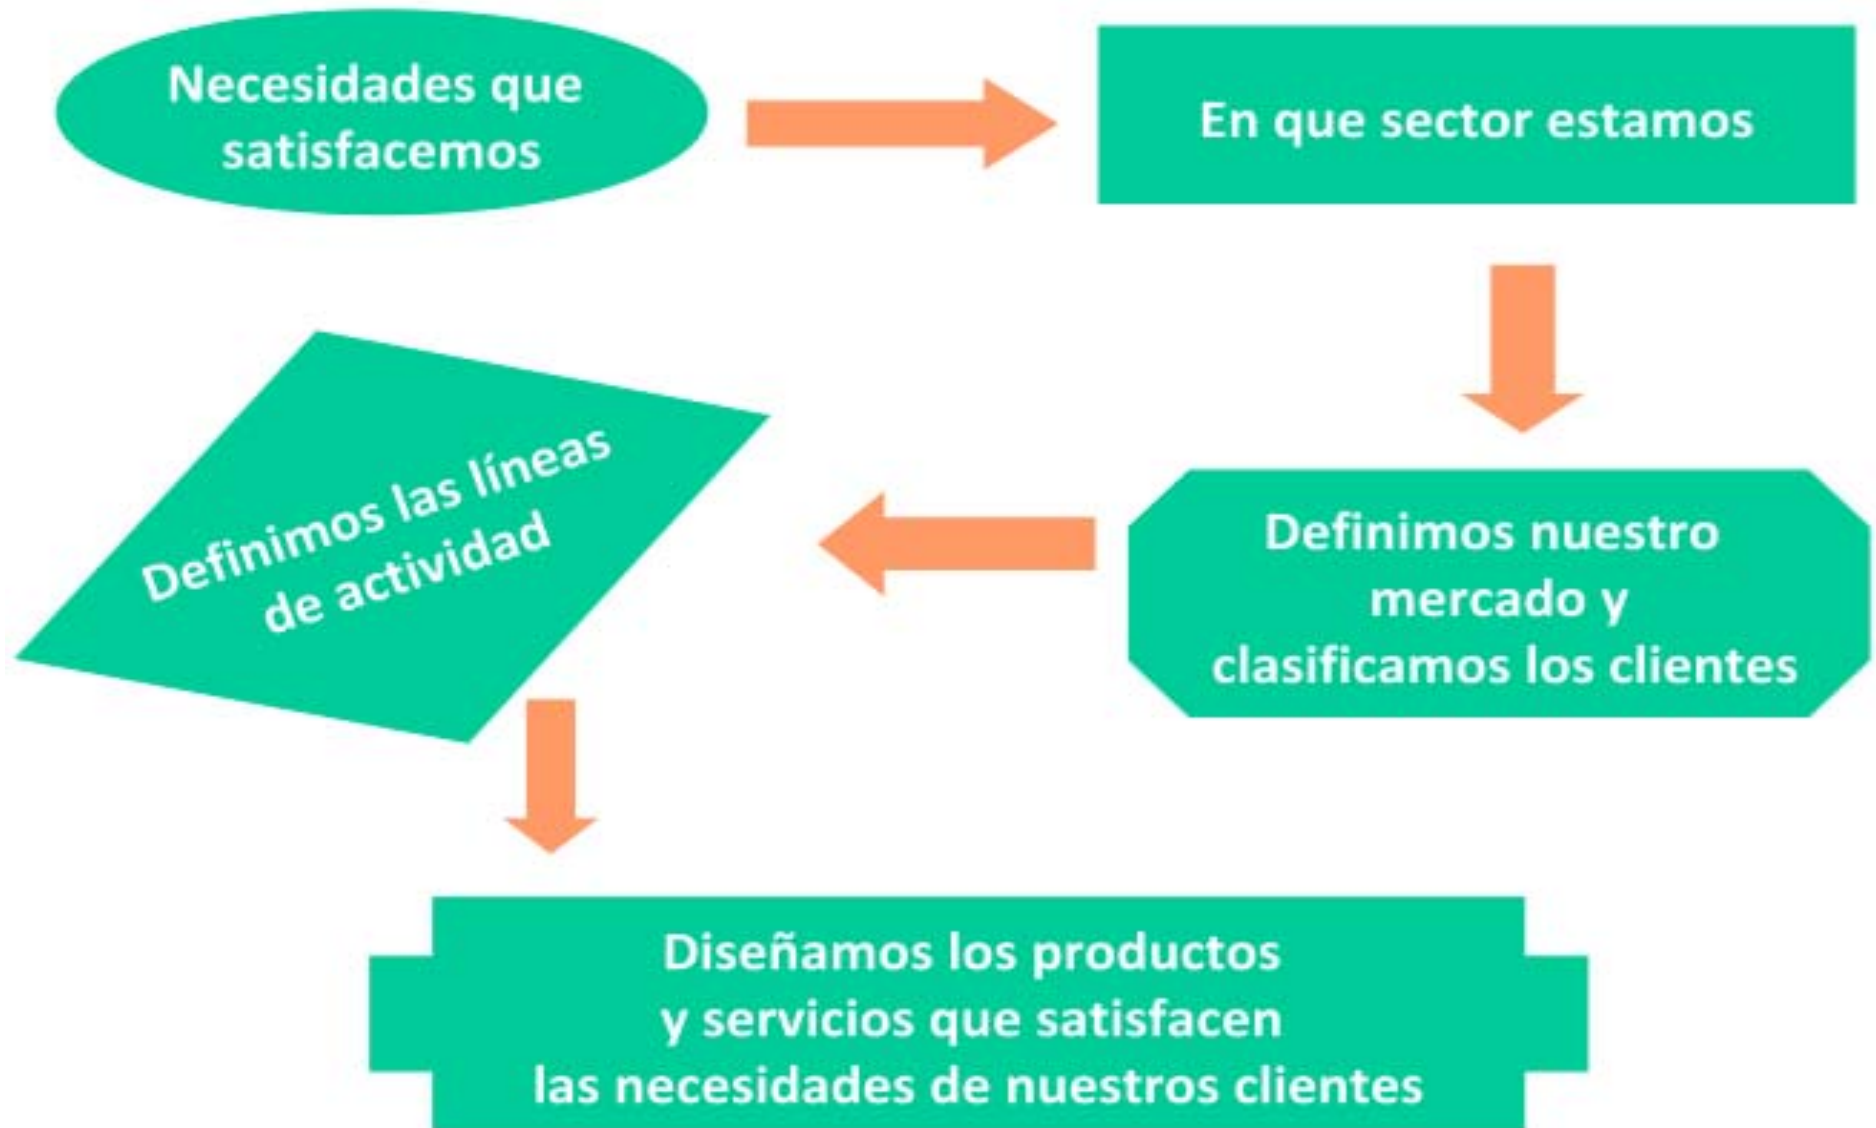 Necesidades que
satisfacemos
En que sector estamos
Definimos nuestro
mercado y
clasificamos los clientes
Definimos las líneas
de actividad
Diseñamos los productos
y servicios que satisfacen
las necesidades de nuestros clientes